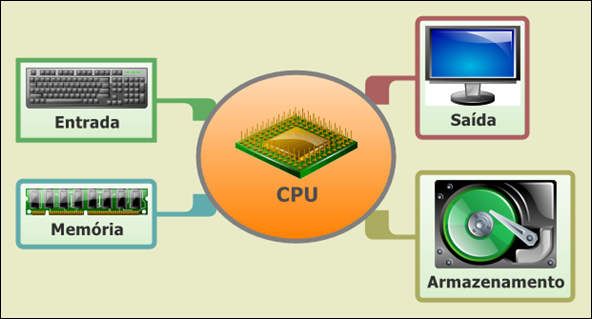 Entrada
Saída
CPU
Memória
Armazenamento